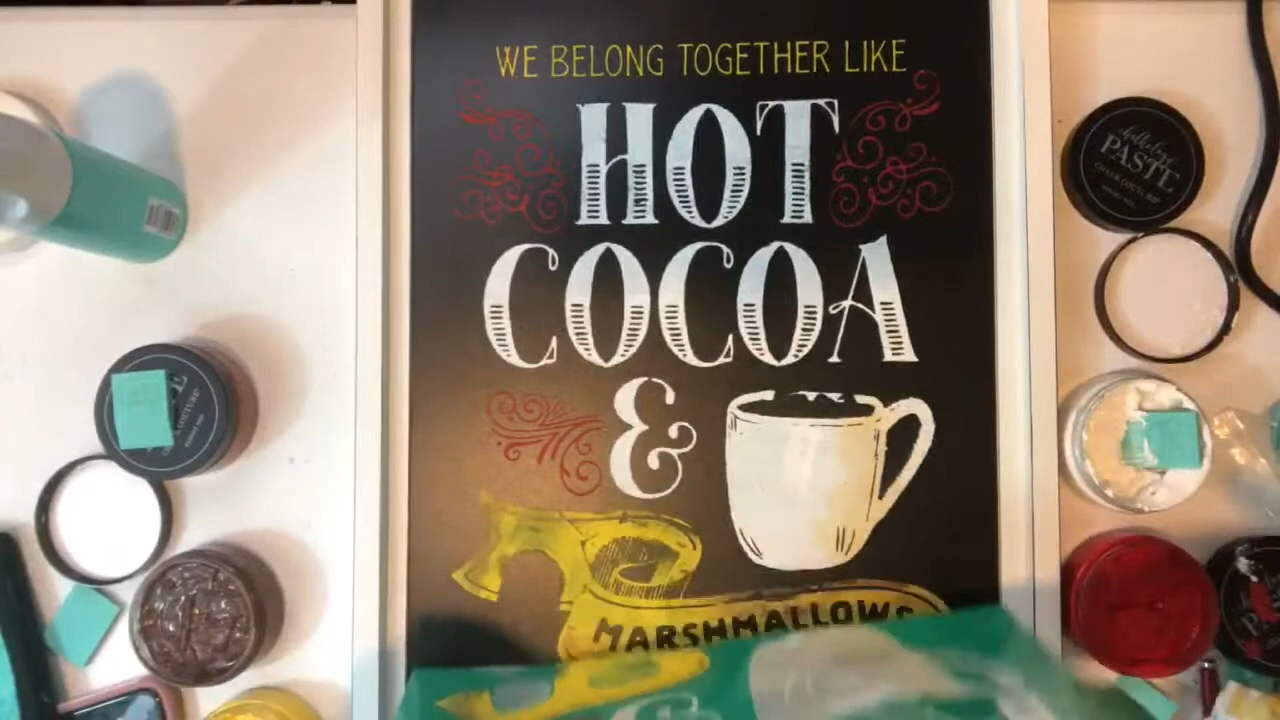 WE BELONG TOGETHER LIKE
HOT
COCOA
&
MARSHMALLOWS
PASTE